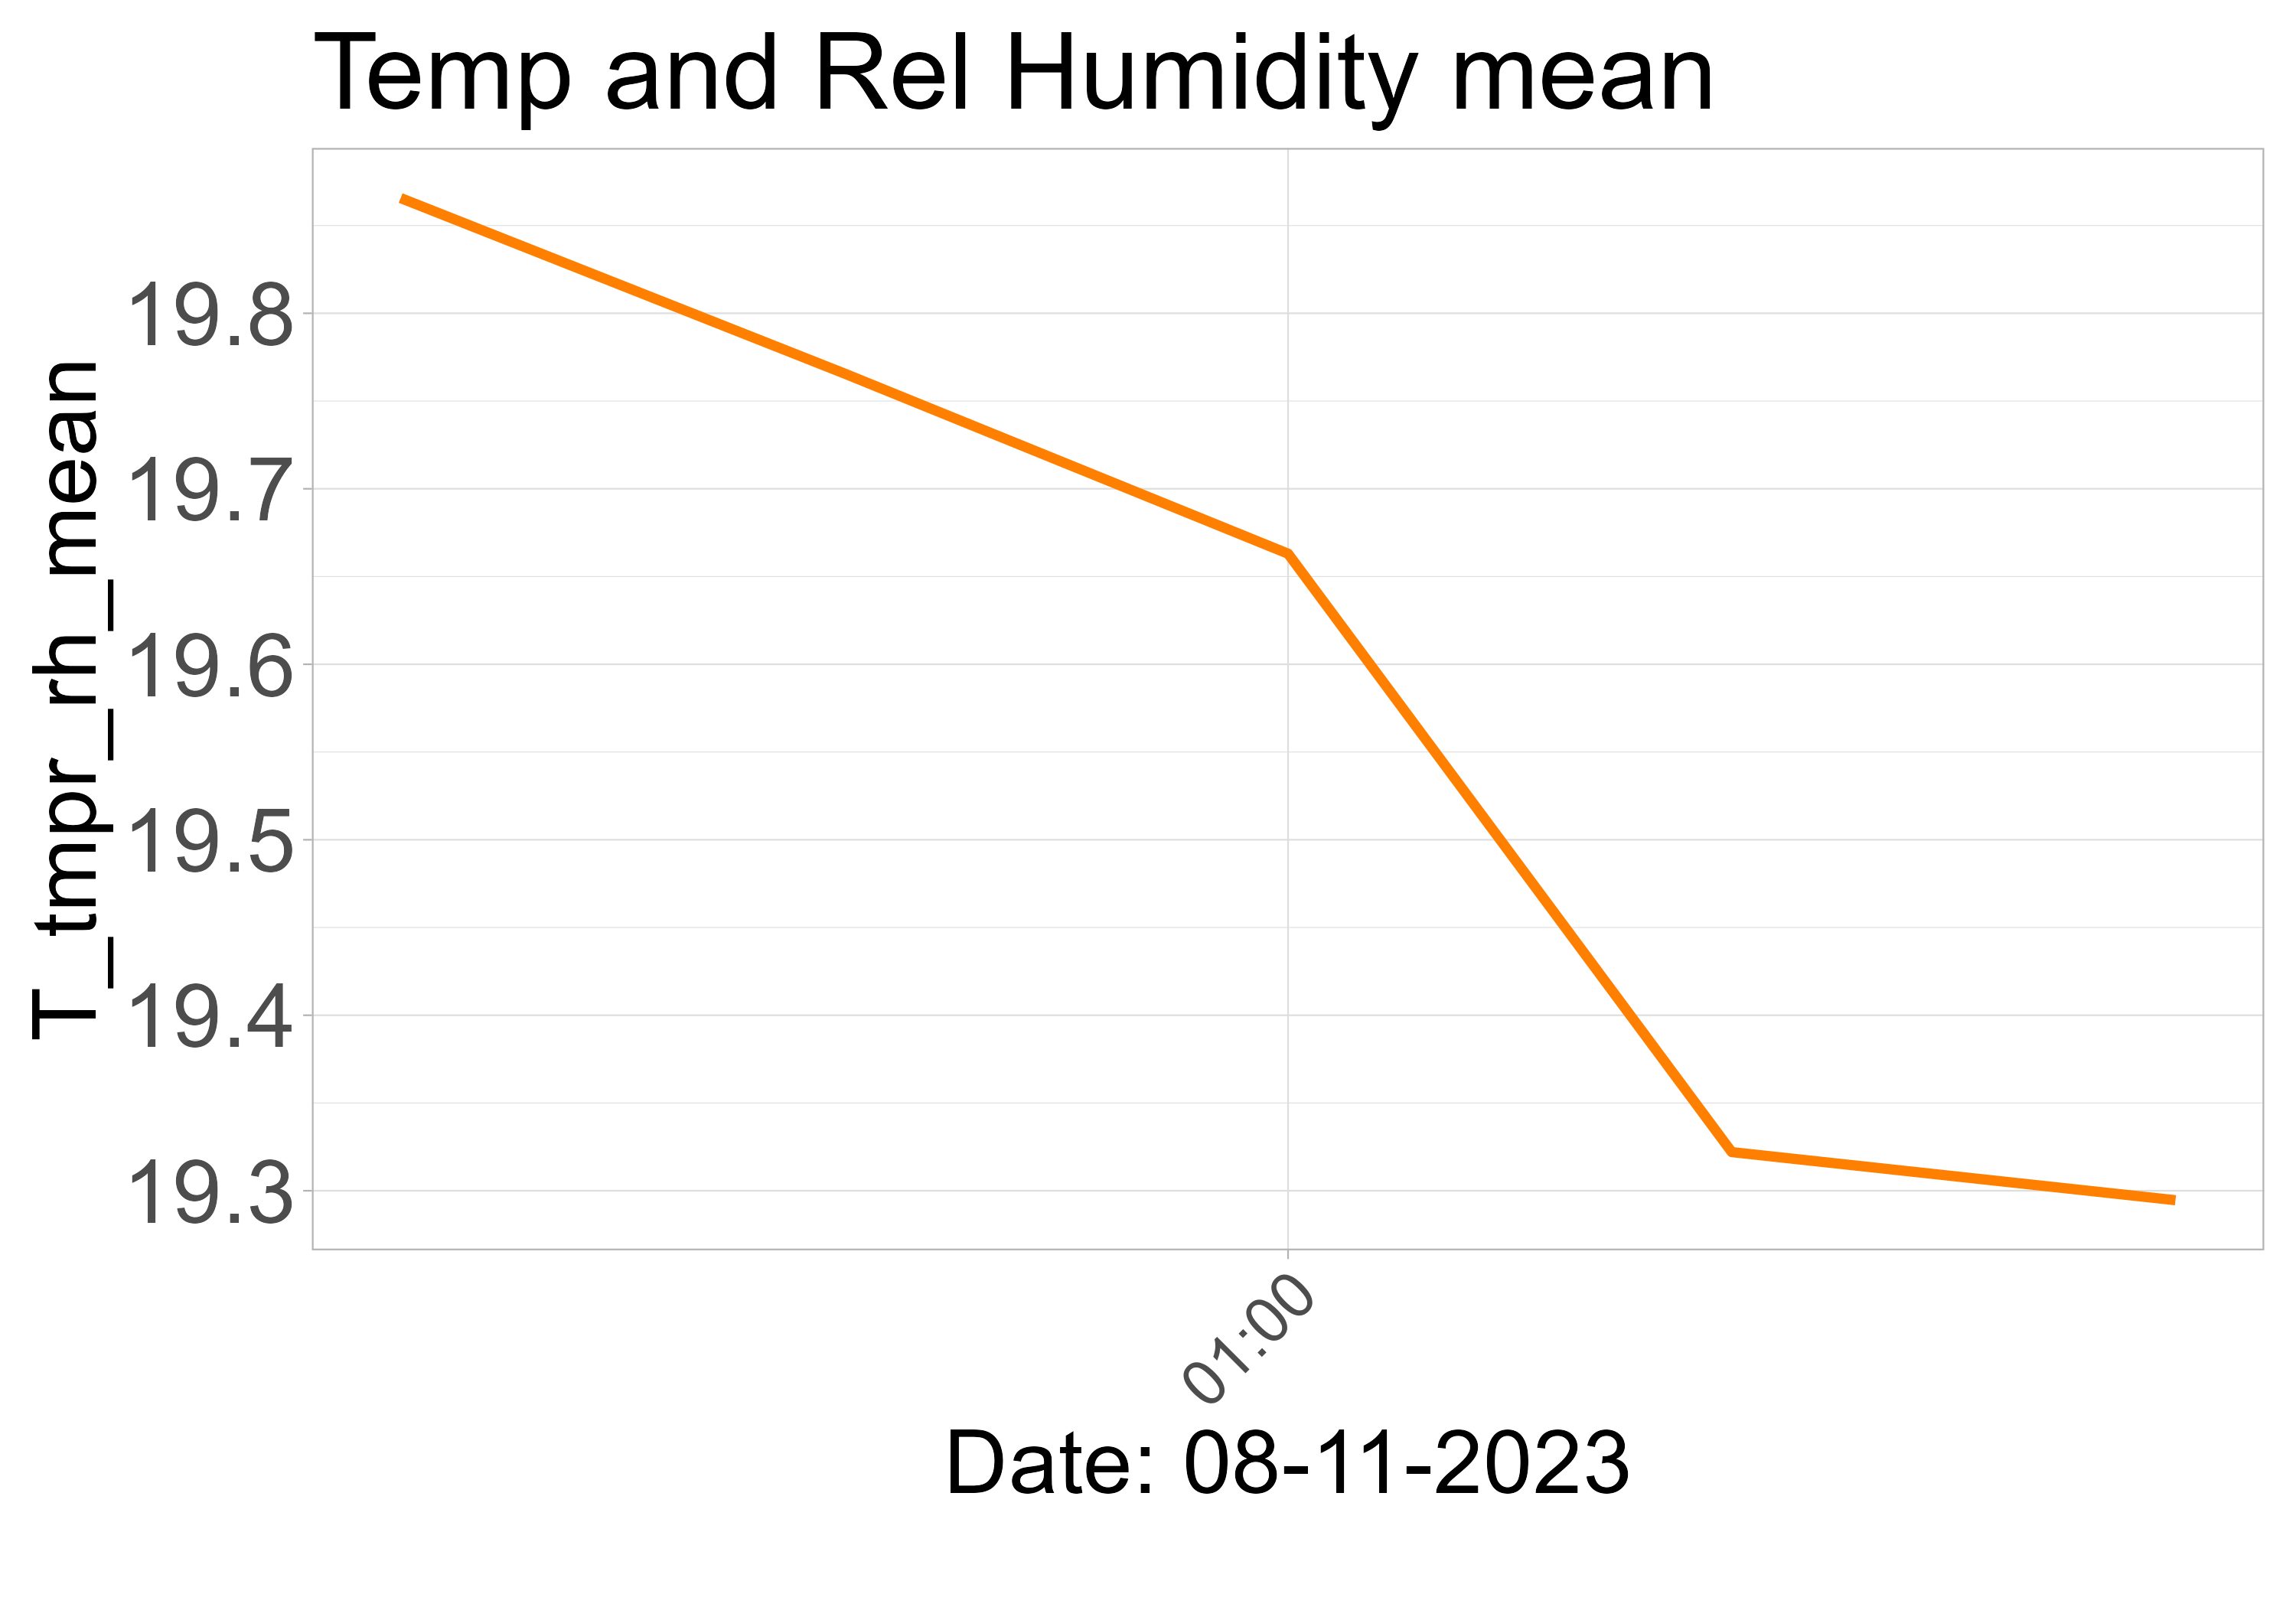 Temp and Rel Humidity mean
T_tmpr_rh_mean
19.8
19.7
19.6
19.5
19.4
19.3
01:00
Date: 08-11-2023